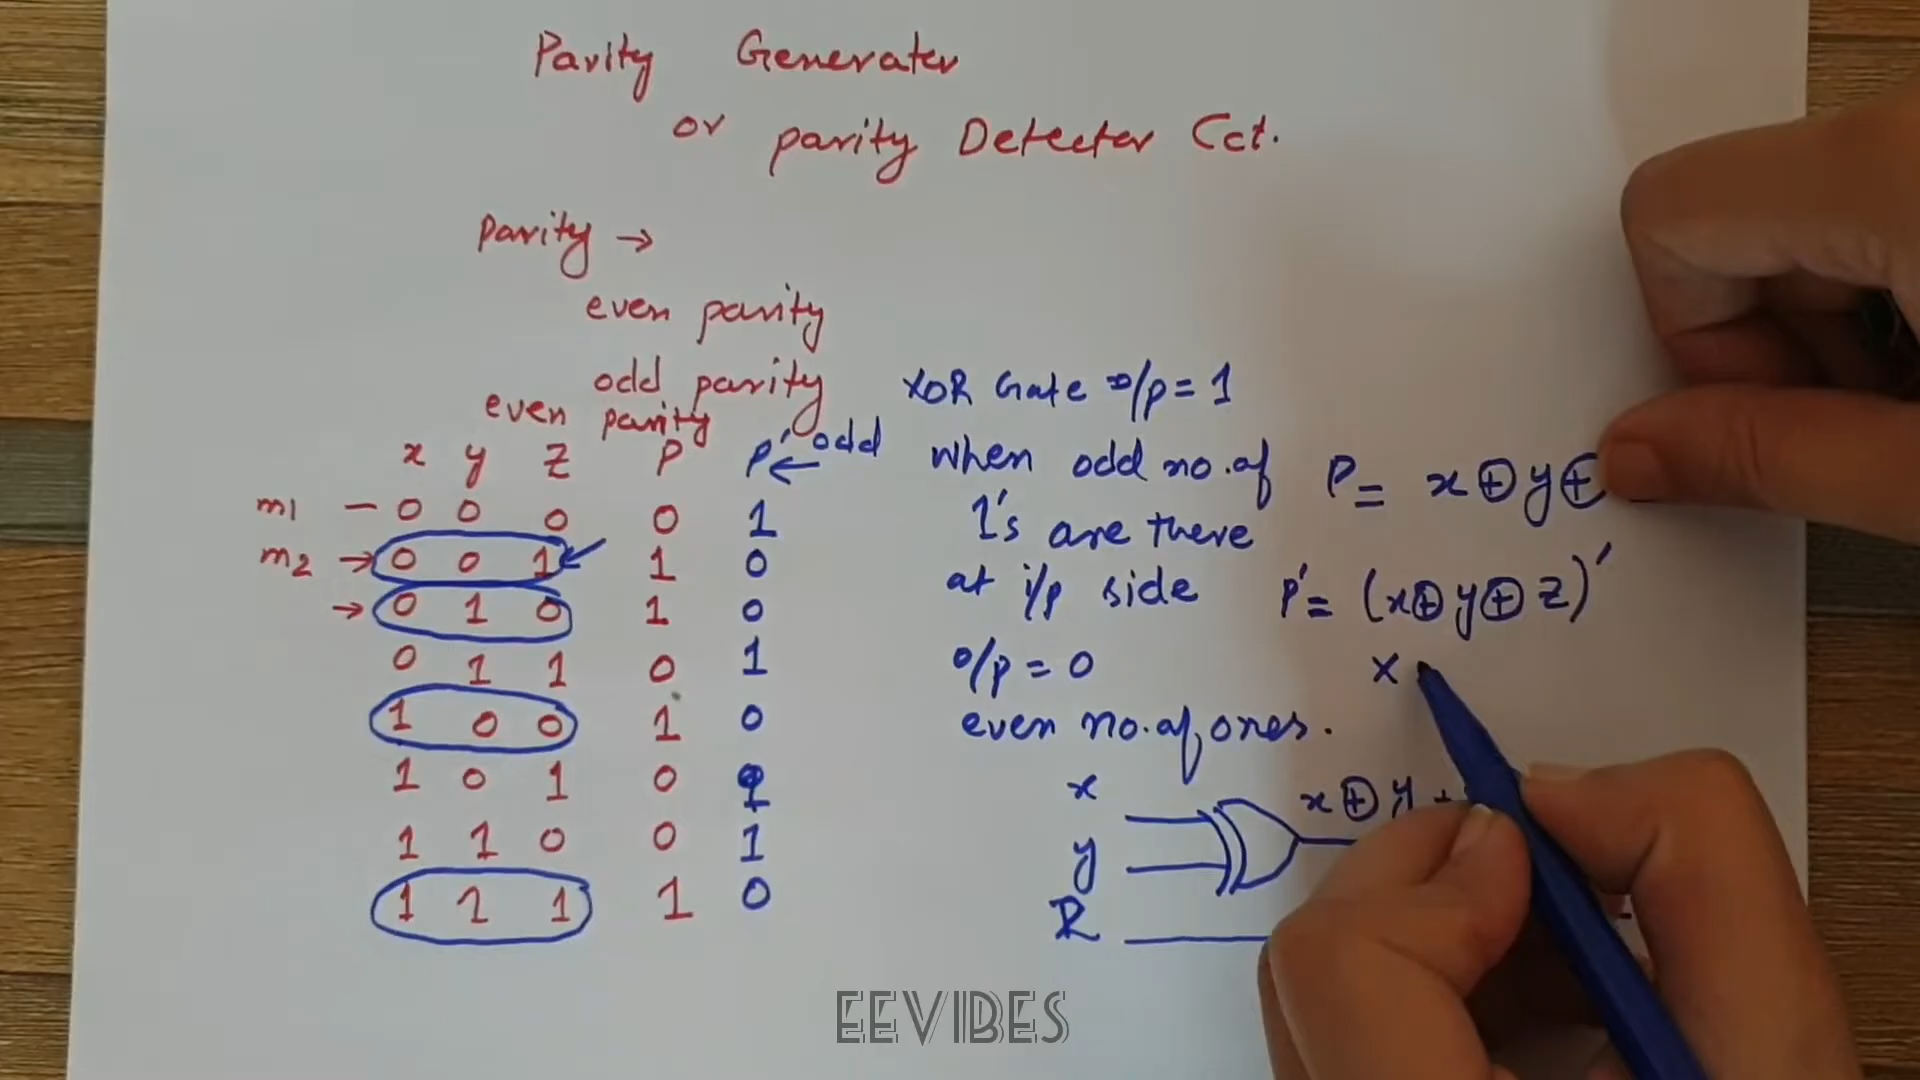 Parity Generater
or parity Detecter Cct.
parity →
even parity
odd parity
even parity
x y z P P' ← odd
m1 — 0 0 0 0 1
m2 → 0 0 1 1 0
→ 0 1 0 1 0
0 1 1 0 1
1 0 0 1 0
1 0 1 0 1
1 1 0 0 1
1 1 1 1 0
XOR Gate o/p = 1
when odd no. of
1's are there
at i/p side
o/p = 0
even no. of ones.
P = x ⊕ y ⊕
P' = (x ⊕ y ⊕ z)'
X
x
y
x ⊕ y
EEVIBES